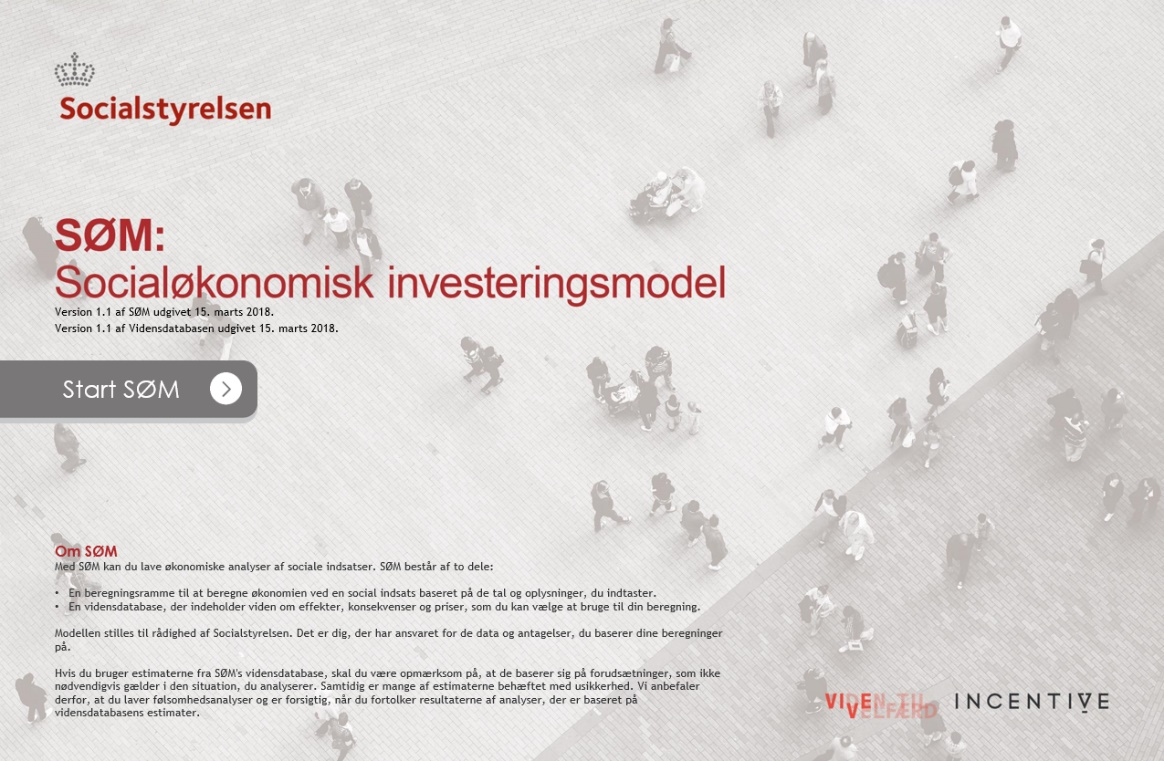 Socialstyrelsen
SØM:
Socialøkonomisk investeringsmodel
Version 1.1 af SØM udgivet 15. marts 2018.
Version 1.1 af Vidensdatabasen udgivet 15. marts 2018.
Start SØM
Om SØM
Med SØM kan du lave økonomiske analyser af sociale indsatser. SØM består af to dele:
• En beregningsramme til at beregne økonomien ved en social indsats baseret på de tal og oplysninger, du indtaster.
• En vidensdatabase, der indeholder viden om effekter, konsekvenser og priser, som du kan vælge at bruge til din beregning.
Modellen stilles til rådighed af Socialstyrelsen. Det er dig, der har ansvaret for de data og antagelser, du baserer dine beregninger
på.
Hvis du bruger estimaterne fra SØM's vidensdatabase, skal du være opmærksom på, at de baserer sig på forudsætninger, som ikke
nødvendigvis gælder i den situation, du analyserer. Samtidig er mange af estimaterne behæftet med usikkerhed. Vi anbefaler
derfor, at du laver følsomhedsanalyser og er forsigtig, når du fortolker resultaterne af analyser, der er baseret på
vidensdatabasens estimater.
VIDEN TIL
VELFÆRD
INCENTIVE